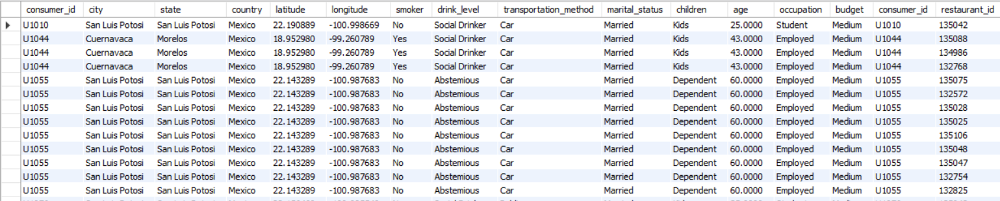 consumer_id city state country latitude longitude smoker drink_level transportation_method marital_status children age occupation budget consumer_id restaurant_id
U1010 San Luis Potosi San Luis Potosi Mexico 22.190889 -100.998669 No Social Drinker Car Married Kids 25.0000 Student Medium U1010 135042
U1044 Cuernavaca Morelos Mexico 18.952980 -99.260789 Yes Social Drinker Car Married Kids 43.0000 Employed Medium U1044 135088
U1044 Cuernavaca Morelos Mexico 18.952980 -99.260789 Yes Social Drinker Car Married Kids 43.0000 Employed Medium U1044 134986
U1044 Cuernavaca Morelos Mexico 18.952980 -99.260789 Yes Social Drinker Car Married Kids 43.0000 Employed Medium U1044 132768
U1055 San Luis Potosi San Luis Potosi Mexico 22.143289 -100.987683 No Abstemious Car Married Dependent 60.0000 Employed Medium U1055 135075
U1055 San Luis Potosi San Luis Potosi Mexico 22.143289 -100.987683 No Abstemious Car Married Dependent 60.0000 Employed Medium U1055 132572
U1055 San Luis Potosi San Luis Potosi Mexico 22.143289 -100.987683 No Abstemious Car Married Dependent 60.0000 Employed Medium U1055 135028
U1055 San Luis Potosi San Luis Potosi Mexico 22.143289 -100.987683 No Abstemious Car Married Dependent 60.0000 Employed Medium U1055 135025
U1055 San Luis Potosi San Luis Potosi Mexico 22.143289 -100.987683 No Abstemious Car Married Dependent 60.0000 Employed Medium U1055 135106
U1055 San Luis Potosi San Luis Potosi Mexico 22.143289 -100.987683 No Abstemious Car Married Dependent 60.0000 Employed Medium U1055 135048
U1055 San Luis Potosi San Luis Potosi Mexico 22.143289 -100.987683 No Abstemious Car Married Dependent 60.0000 Employed Medium U1055 135047
U1055 San Luis Potosi San Luis Potosi Mexico 22.143289 -100.987683 No Abstemious Car Married Dependent 60.0000 Employed Medium U1055 132754
U1055 San Luis Potosi San Luis Potosi Mexico 22.143289 -100.987683 No Abstemious Car Married Dependent 60.0000 Employed Medium U1055 132825